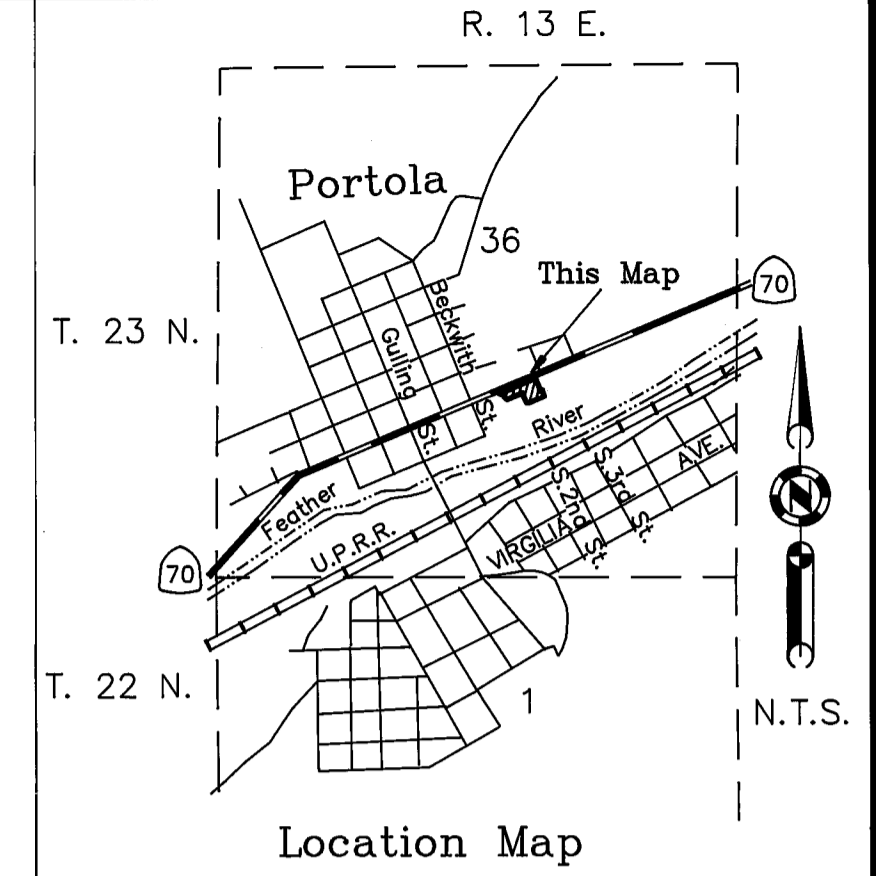 R. 13 E.
Portola
36
This Map
70
T. 23 N.
Beckwith St.
Gulling St.
River
Feather
U.P.R.R.
S. 3rd St.
S. 2nd St.
AVE.
VIRGILIA
70
N
T. 22 N.
1
N.T.S.
Location Map